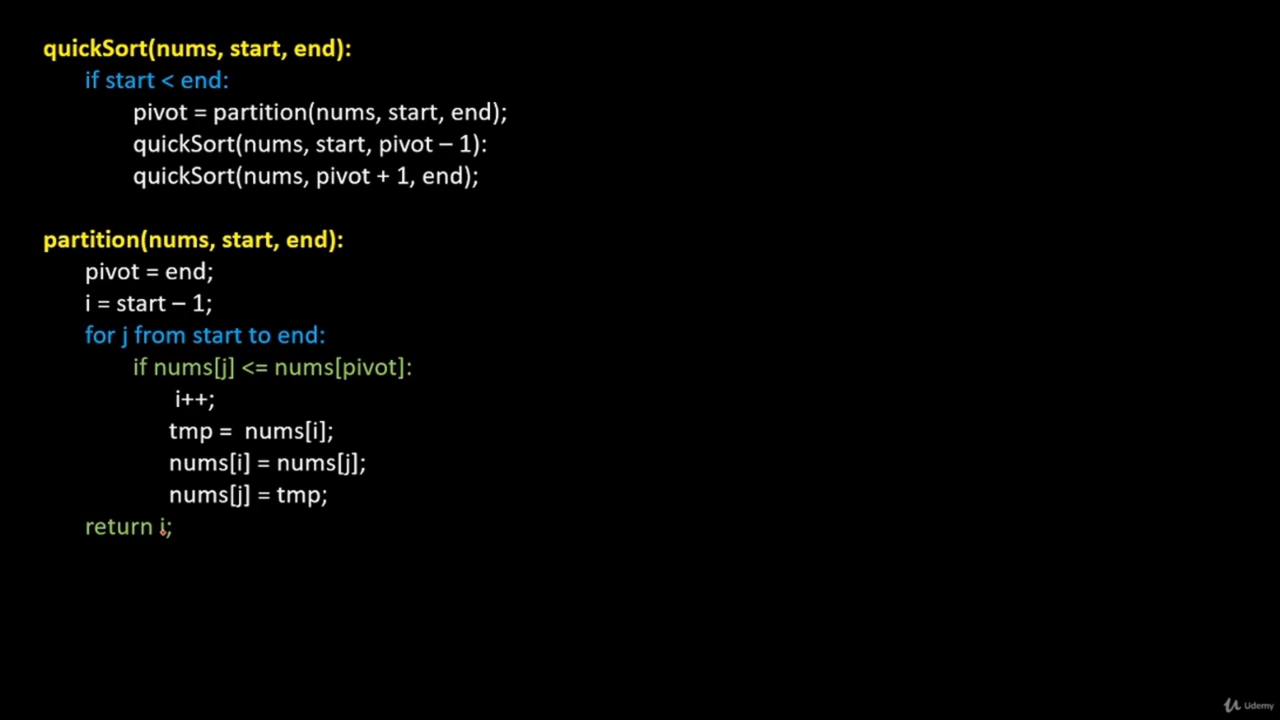 quickSort(nums, start, end):
if start < end:
pivot = partition(nums, start, end);
quickSort(nums, start, pivot – 1):
quickSort(nums, pivot + 1, end);
partition(nums, start, end):
pivot = end;
i = start – 1;
for j from start to end:
if nums[j] <= nums[pivot]:
i++;
tmp = nums[i];
nums[i] = nums[j];
nums[j] = tmp;
return i;
Udemy